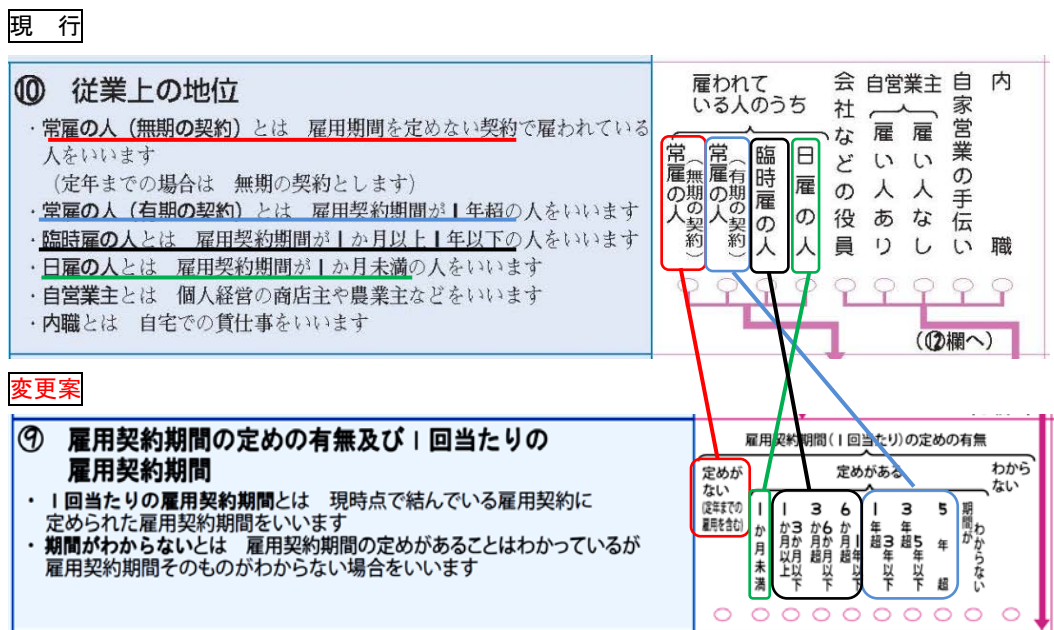 現　行
⑩　従業上の地位
・常雇の人（無期の契約）とは　雇用期間を定めない契約で雇われている
人をいいます
（定年までの場合は　無期の契約とします）
・常雇の人（有期の契約）とは　雇用契約期間が１年超の人をいいます
・臨時雇の人とは　雇用契約期間が１か月以上１年以下の人をいいます
・日雇の人とは　雇用契約期間が１か月未満の人をいいます
・自営業主とは　個人経営の商店主や農業主などをいいます
・内職とは　自宅での賃仕事をいいます
雇われて
いる人のうち
常雇の人（無期の契約）
常雇の人（有期の契約）
臨時雇の人
日雇の人
会社などの役員
自営業主
雇い人あり
雇い人なし
自家営業の手伝い
内職
（⑫欄へ）
変更案
⑨　雇用契約期間の定めの有無及び１回当たりの
雇用契約期間
・１回当たりの雇用契約期間とは　現時点で結んでいる雇用契約に
定められた雇用契約期間をいいます
・期間がわからないとは　雇用契約期間の定めがあることはわかっているが
雇用契約期間そのものがわからない場合をいいます
雇用契約期間（１回当たり）の定めの有無
定めが
ない
（定年までの
雇用を含む）
定めがある
わから
ない
１か月未満
１か月以上３か月以下
３か月超６か月以下
６か月超１年以下
１年超３年以下
３年超５年以下
５年超
期間がわからない